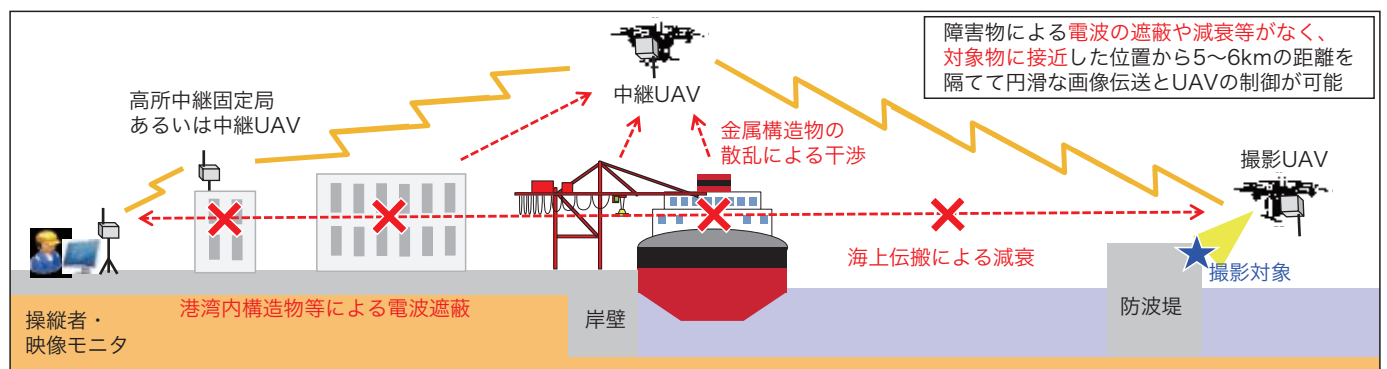 障害物による電波の遮蔽や減衰等がなく、
対象物に接近した位置から5〜6kmの距離を
隔てて円滑な画像伝送とUAVの制御が可能
高所中継固定局
あるいは中継UAV
中継UAV
金属構造物の
散乱による干渉
撮影UAV
海上伝搬による減衰
撮影対象
港湾内構造物等による電波遮蔽
操縦者・
映像モニタ
岸壁
防波堤